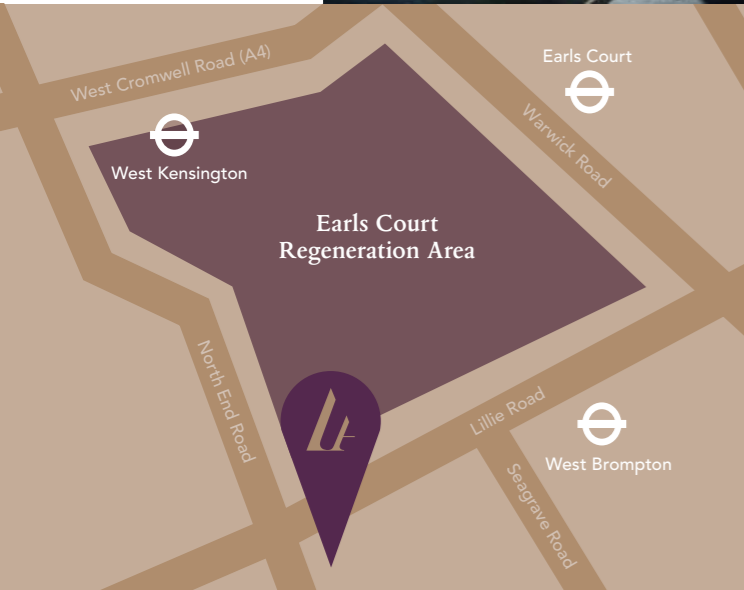 West Cromwell Road (A4)
Earls Court
Warwick Road
West Kensington
Earls Court
Regeneration Area
North End Road
Lillie Road
West Brompton
Seagrave Road